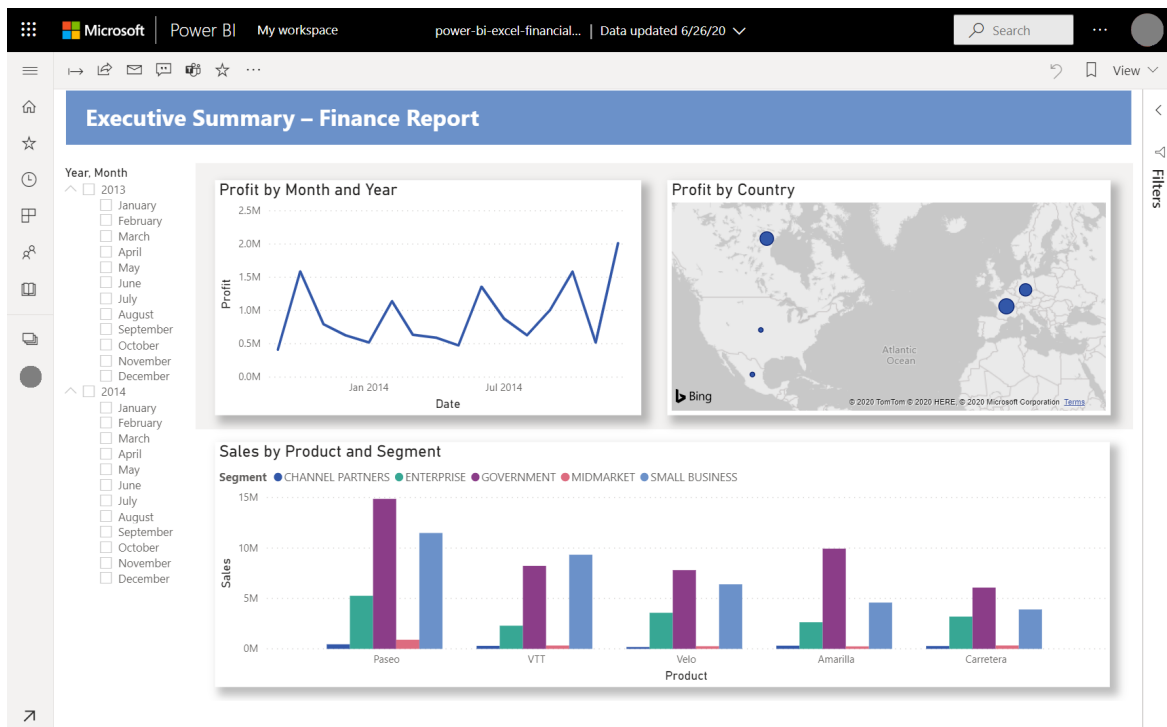 Microsoft Power BI My workspace power-bi-excel-financial... | Data updated 6/26/20 Search ...
View
Executive Summary – Finance Report
Filters
Year, Month
2013
January
February
March
April
May
June
July
August
September
October
November
December
2014
January
February
March
April
May
June
July
August
September
October
November
December
Profit by Month and Year
2.5M
2.0M
1.5M
1.0M
0.5M
0.0M
Profit
Jan 2014 Jul 2014
Date
Profit by Country
Atlantic
Ocean
Bing
© 2020 TomTom © 2020 HERE, © 2020 Microsoft Corporation Terms
Sales by Product and Segment
Segment CHANNEL PARTNERS ENTERPRISE GOVERNMENT MIDMARKET SMALL BUSINESS
15M
10M
5M
0M
Sales
Paseo VTT Velo Amarilla Carretera
Product